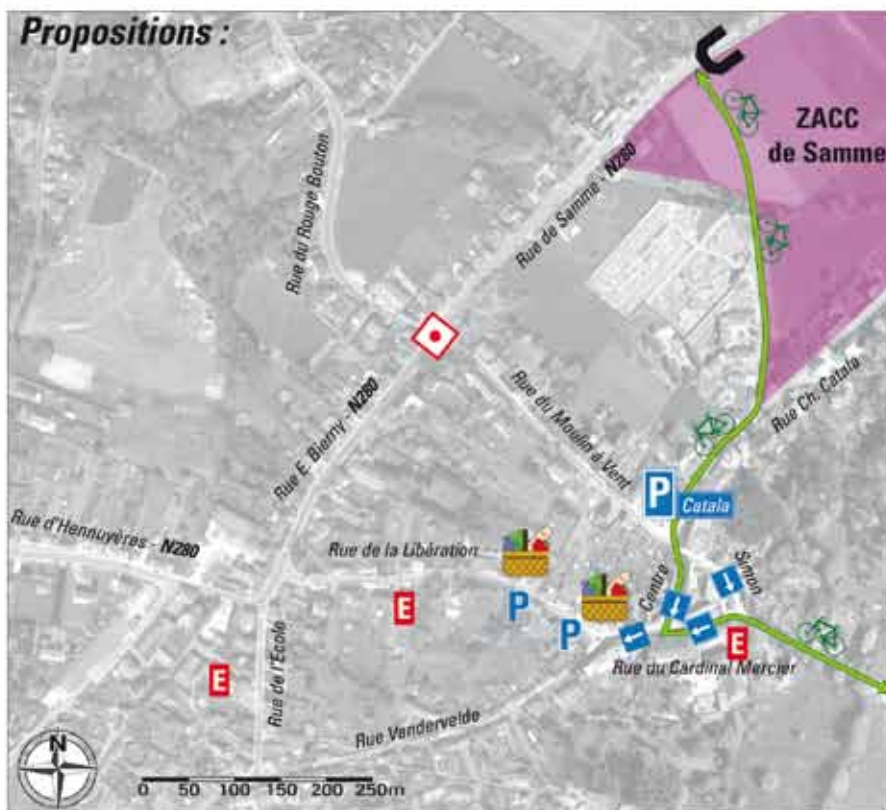 Propositions :
ZACC
de Samme
Rue du Rouge Bouton
Rue de Samme - N280
Rue E. Bierny - N280
Rue du Moulin à Vent
Rue Ch. Catala
P
Catala
Rue d'Hennuyères - N280
Rue de la Libération
Centre
Simon
E
P
P
E
E
Rue de l'Ecole
Rue du Cardinal Mercier
Rue Vandervelde
N
0 50 100 150 200 250m